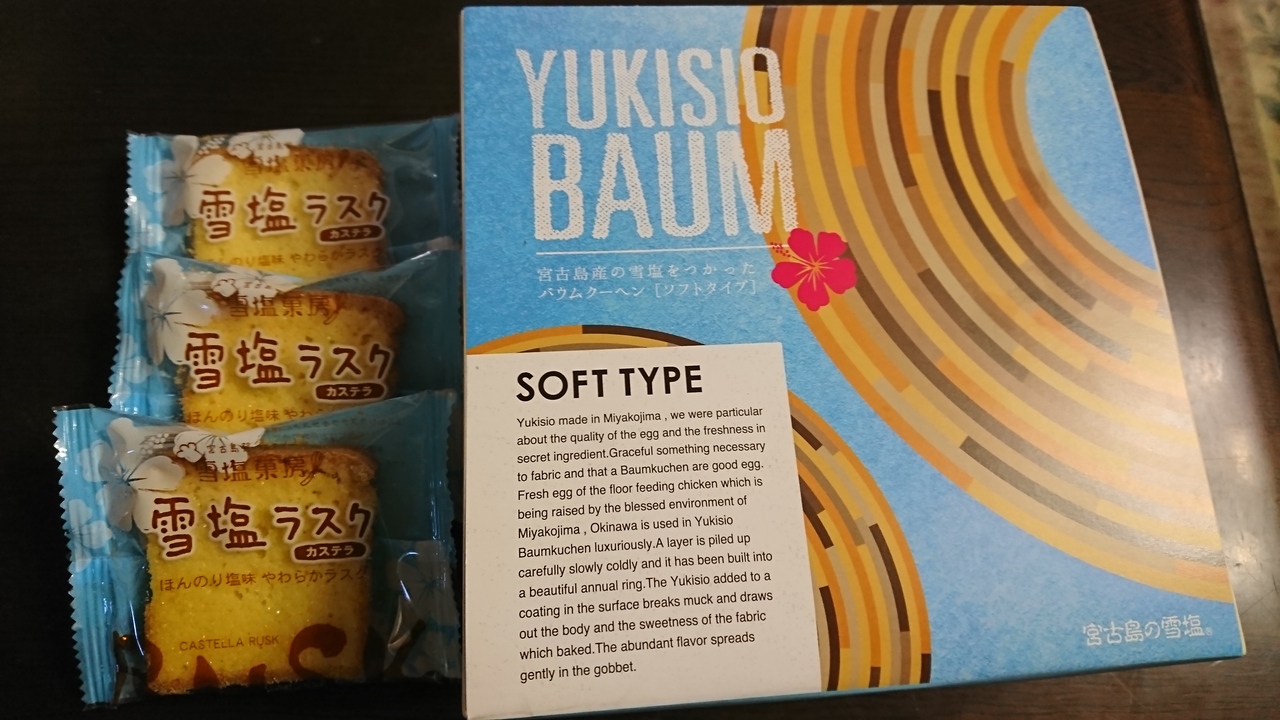 雪塩菓房
雪塩ラスク
カステラ
のり塩味 やわらかラスク
雪塩菓房
雪塩ラスク
カステラ
ほんのり塩味 やわら
宮古島
雪塩菓房
雪塩ラスク
カステラ
ほんのり塩味 やわらかラスク
CASTELLA RUSK
YUKISIO
BAUM
宮古島産の雪塩をつかった
バウムクーヘン［ソフトタイプ］
SOFT TYPE
Yukisio made in Miyakojima , we were particular
about the quality of the egg and the freshness in
secret ingredient.Graceful something necessary
to fabric and that a Baumkuchen are good egg.
Fresh egg of the floor feeding chicken which is
being raised by the blessed environment of
Miyakojima , Okinawa is used in Yukisio
Baumkuchen luxuriously.A layer is piled up
carefully slowly coldly and it has been built into
a beautiful annual ring.The Yukisio added to a
coating in the surface breaks muck and draws
out the body and the sweetness of the fabric
which baked.The abundant flavor spreads
gently in the gobbet.
宮古島の雪塩®